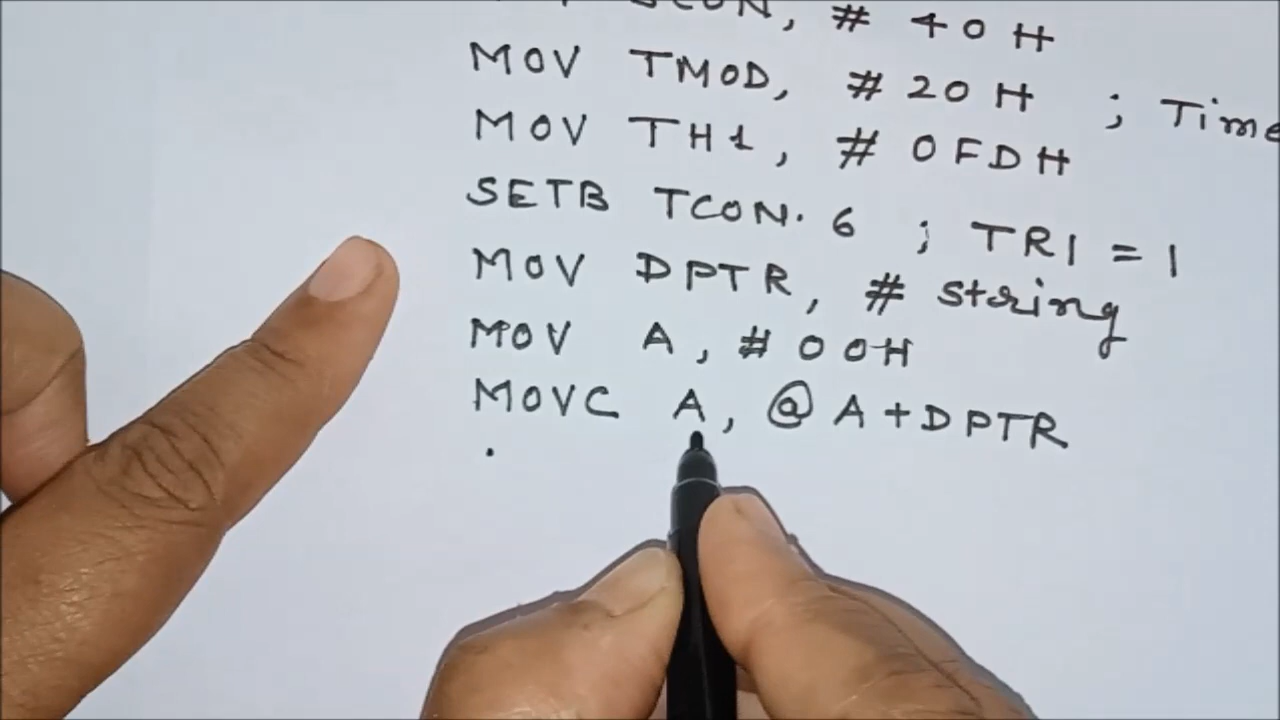 , # 40H
MOV TMOD, # 20H ; Time
MOV TH1, # 0FDH
SETB TCON.6 ; TR1 = 1
MOV DPTR, # string
MOV A, # 00H
MOVC A, @ A+DPTR